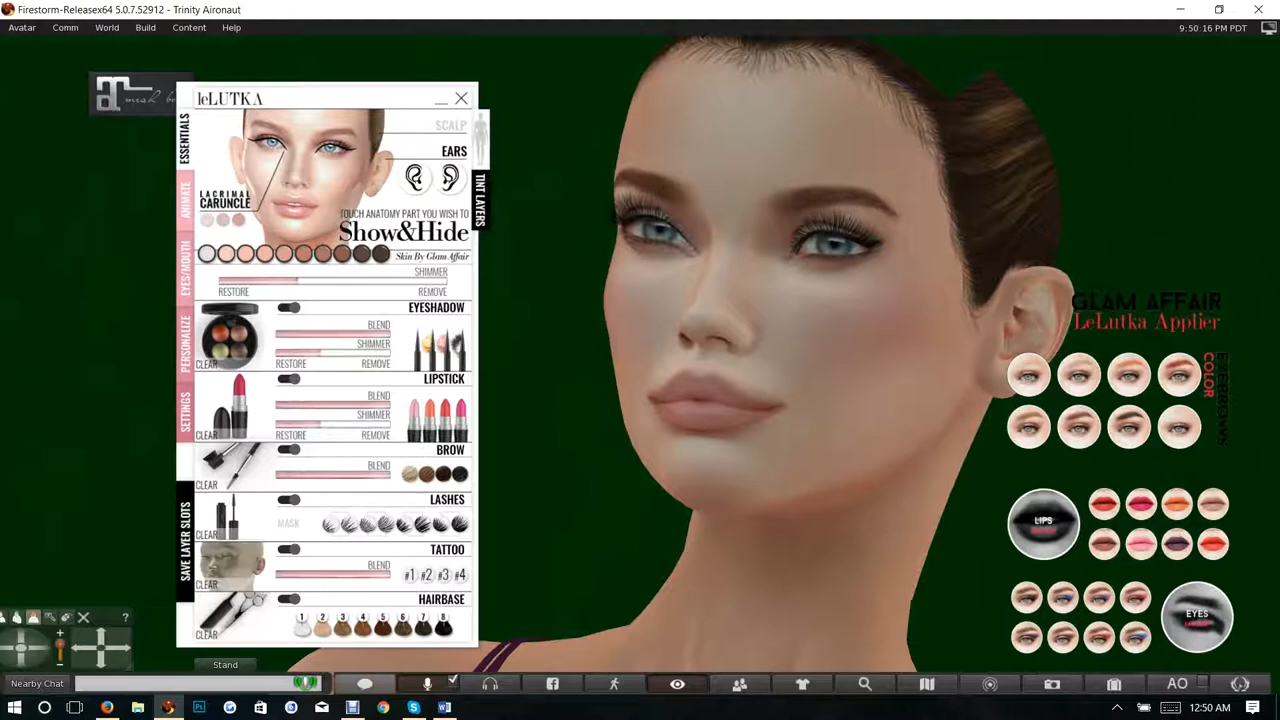 Firestorm-Releasex64 5.0.7.52912 - Trinity Aironaut
Avatar Comm World Build Content Help
9:50:16 PM PDT
leLUTKA
ESSENTIALS
ANIMATE
EYES/MOUTH
PERSONALIZE
SETTINGS
SAVE LAYER SLOTS
TINT LAYERS
SCALP
EARS
LACRIMAL
CARUNCLE
TOUCH ANATOMY PART YOU WISH TO
Show&Hide
Skin By Glam Affair
SHIMMER
RESTORE REMOVE
EYESHADOW
BLEND
SHIMMER
CLEAR RESTORE REMOVE
LIPSTICK
BLEND
SHIMMER
CLEAR RESTORE REMOVE
BROW
BLEND
CLEAR
LASHES
MASK
CLEAR
TATTOO
BLEND #1 #2 #3 #4
CLEAR
HAIRBASE
1 2 3 4 5 6 7 8
CLEAR
GLAM AFFAIR
LeLutka Applier
COLOR
EYEBROWS
LIPS
EYES
?
Stand
Nearby Chat
AO
12:50 AM